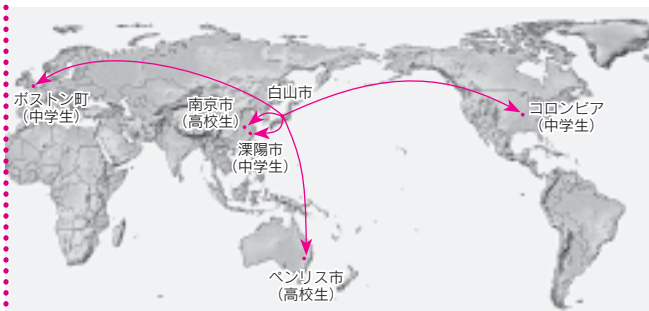 白山市
ボストン町
(中学生)
南京市
(高校生)
コロンビア
(中学生)
溧陽市
(中学生)
ペンリス市
(高校生)